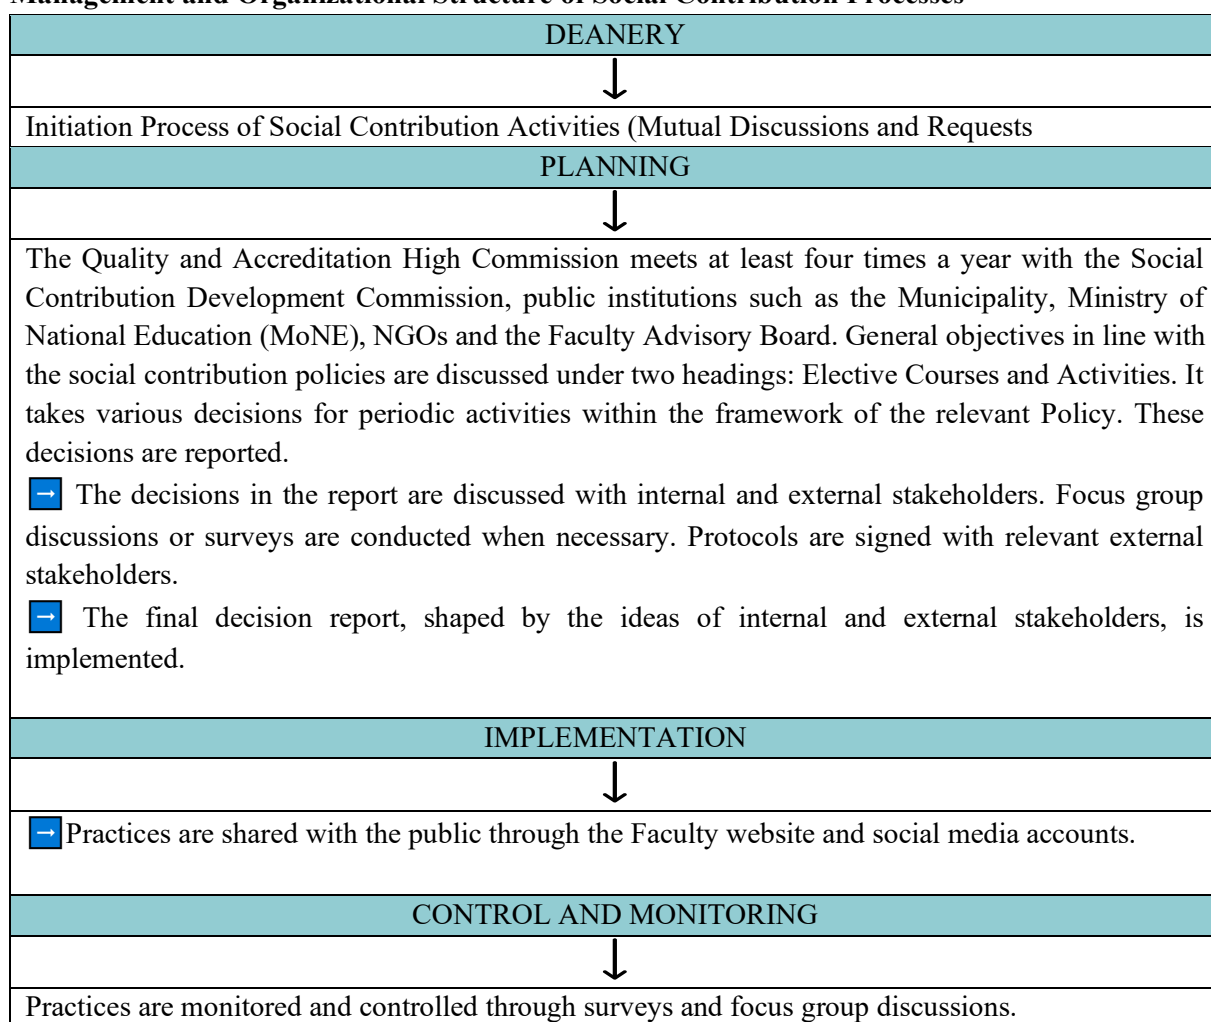 Management and Organizational Structure of Social Contribution Processes
DEANERY
↓
Initiation Process of Social Contribution Activities (Mutual Discussions and Requests
PLANNING
↓
The Quality and Accreditation High Commission meets at least four times a year with the Social
Contribution Development Commission, public institutions such as the Municipality, Ministry of
National Education (MoNE), NGOs and the Faculty Advisory Board. General objectives in line with
the social contribution policies are discussed under two headings: Elective Courses and Activities. It
takes various decisions for periodic activities within the framework of the relevant Policy. These
decisions are reported.
➡ The decisions in the report are discussed with internal and external stakeholders. Focus group
discussions or surveys are conducted when necessary. Protocols are signed with relevant external
stakeholders.
➡ The final decision report, shaped by the ideas of internal and external stakeholders, is
implemented.
IMPLEMENTATION
↓
➡Practices are shared with the public through the Faculty website and social media accounts.
CONTROL AND MONITORING
↓
Practices are monitored and controlled through surveys and focus group discussions.